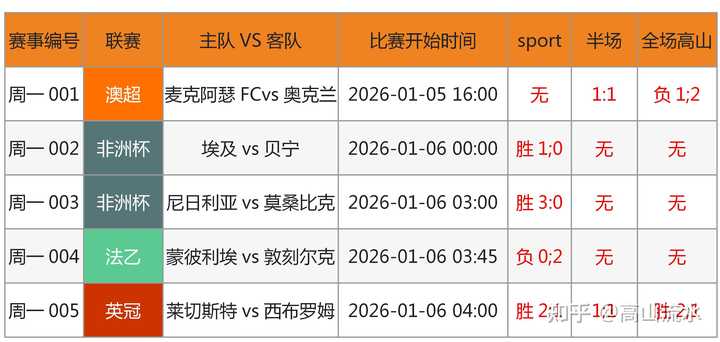 赛事编号 联赛 主队 VS 客队 比赛开始时间 sport 半场 全场高山
周一 001 澳超 麦克阿瑟 FCvs 奥克兰 2026-01-05 16:00 无 1:1 负 1;2
周一 002 非洲杯 埃及 vs 贝宁 2026-01-06 00:00 胜 1;0 无 无
周一 003 非洲杯 尼日利亚 vs 莫桑比克 2026-01-06 03:00 胜 3:0 无 无
周一 004 法乙 蒙彼利埃 vs 敦刻尔克 2026-01-06 03:45 负 0;2 无 无
周一 005 英冠 莱切斯特 vs 西布罗姆 2026-01-06 04:00 胜 2: 1:1 胜 2;1
知乎 @高山流水